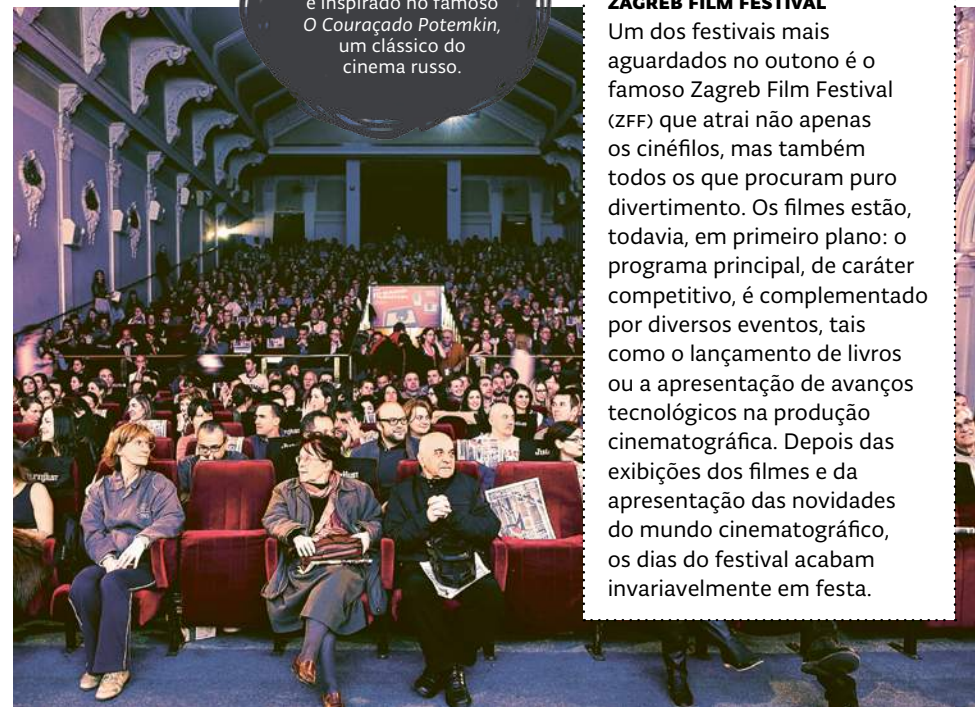 é inspirado no famoso
O Couraçado Potemkin,
um clássico do
cinema russo.
ZAGREB FILM FESTIVAL
Um dos festivais mais
aguardados no outono é o
famoso Zagreb Film Festival
(ZFF) que atrai não apenas
os cinéfilos, mas também
todos os que procuram puro
divertimento. Os filmes estão,
todavia, em primeiro plano: o
programa principal, de caráter
competitivo, é complementado
por diversos eventos, tais
como o lançamento de livros
ou a apresentação de avanços
tecnológicos na produção
cinematográfica. Depois das
exibições dos filmes e da
apresentação das novidades
do mundo cinematográfico,
os dias do festival acabam
invariavelmente em festa.